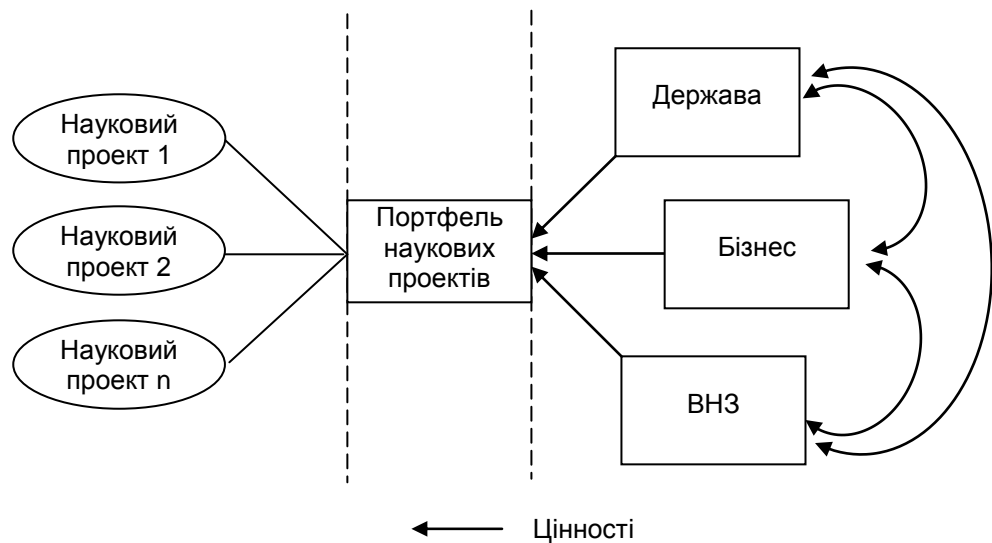 Науковий
проект 1
Науковий
проект 2
Науковий
проект n
Портфель
наукових
проектів
Держава
Бізнес
ВНЗ
Цінності